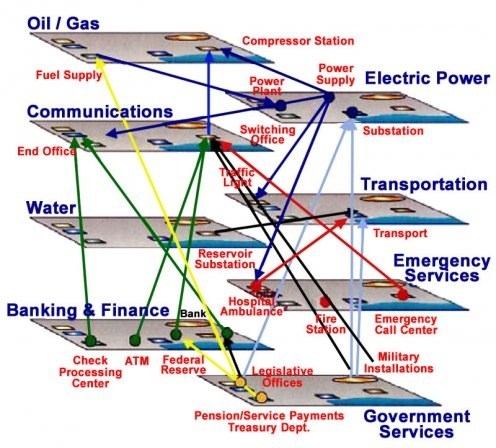 Oil / Gas
Compressor Station
Fuel Supply
Power
Plant
Power
Supply
Electric Power
Communications
Switching
Office
Substation
End Office
Traffic
Light
Transportation
Water
Transport
Reservoir
Substation
Emergency
Services
Hospital
Ambulance
Banking & Finance
Bank
Fire
Station
Emergency
Call Center
Check
Processing
Center
ATM
Federal
Reserve
Legislative
Offices
Military
Installations
Pension/Service Payments
Treasury Dept.
Government
Services